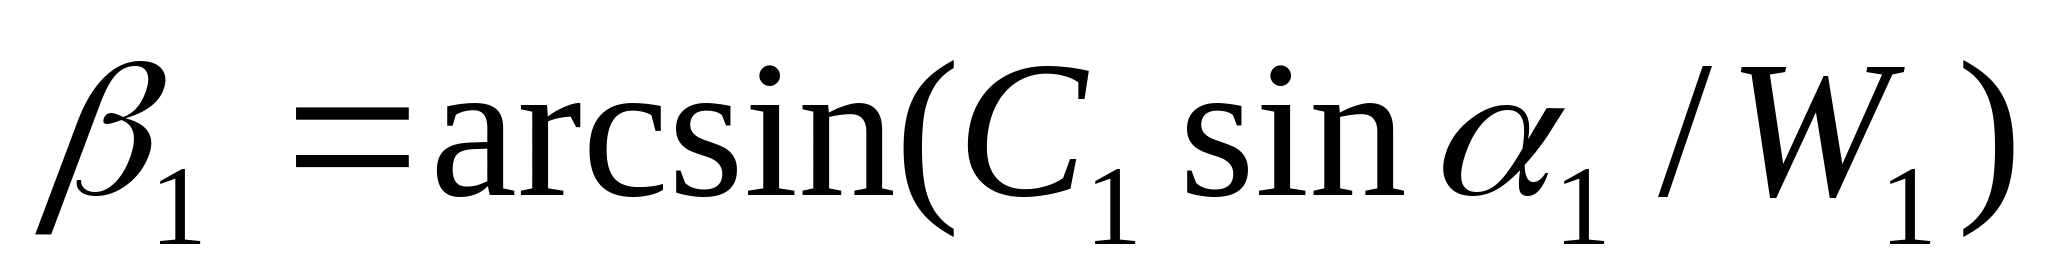 β₁ =arcsin(C₁ sin α₁ /W₁)